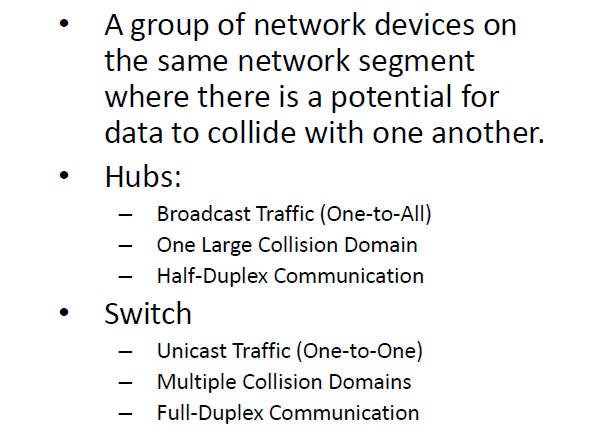 • A group of network devices on
the same network segment
where there is a potential for
data to collide with one another.
• Hubs:
– Broadcast Traffic (One-to-All)
– One Large Collision Domain
– Half-Duplex Communication
• Switch
– Unicast Traffic (One-to-One)
– Multiple Collision Domains
– Full-Duplex Communication